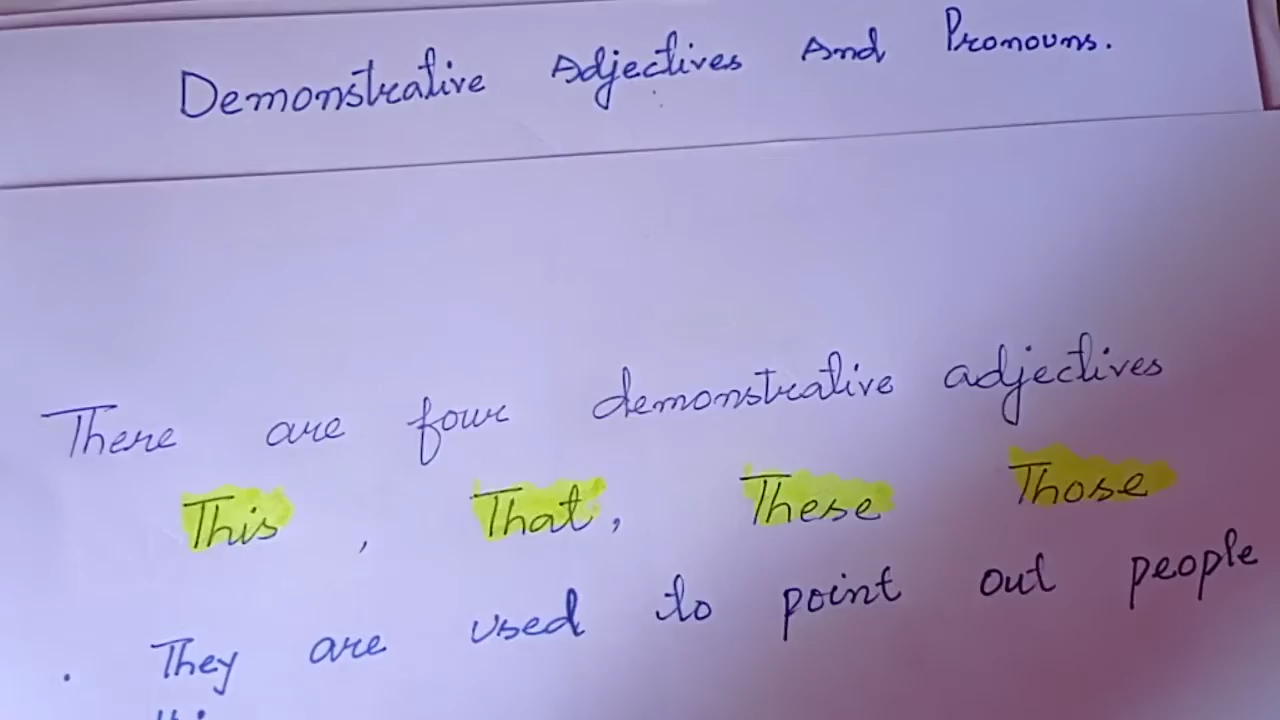 Demonstrative Adjectives And Pronouns.
There are four demonstrative adjectives
This , That, These Those
. They are used to point out people